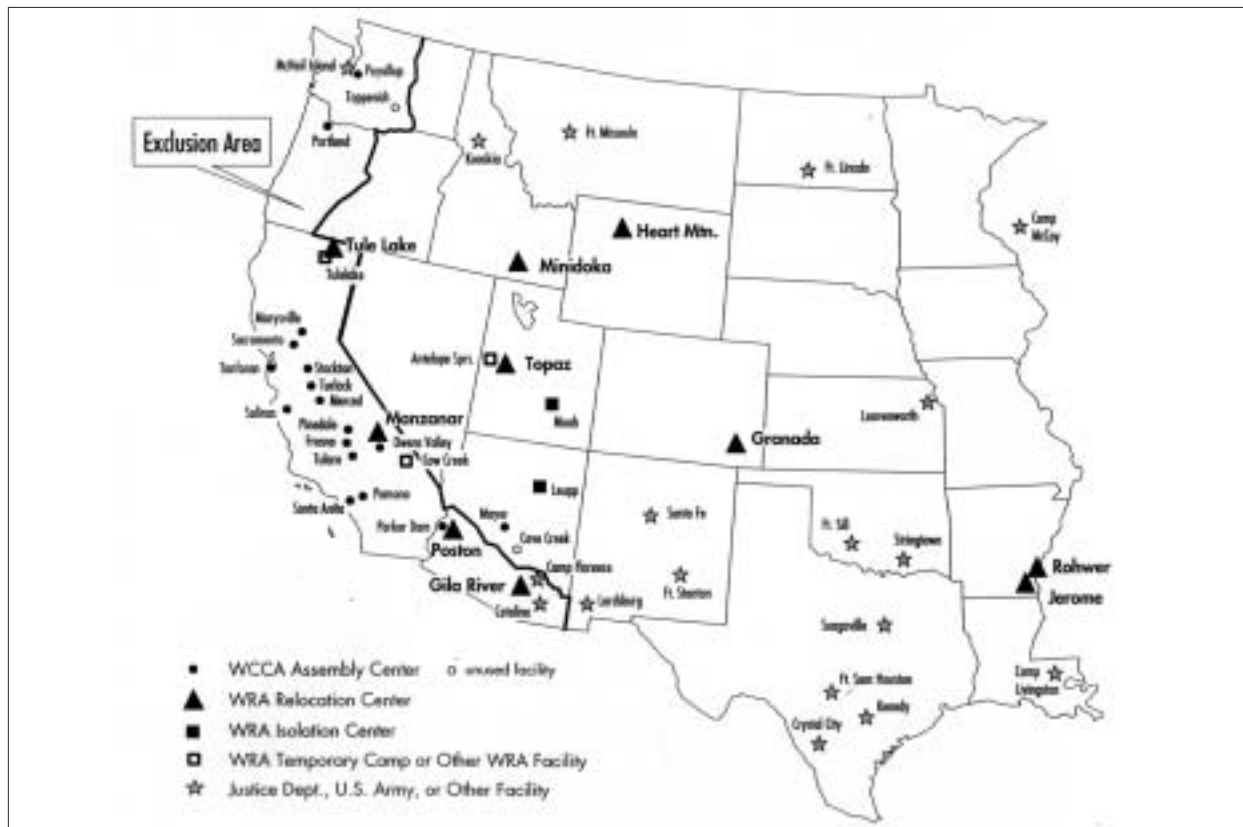 McNeil Island
Puyallup
Toppenish
Exclusion Area
Portland
Kooskia
Ft. Missoula
Ft. Lincoln
Camp
McCoy
Heart Mtn.
Tule Lake
Tulelake
Minidoka
Marysville
Sacramento
Tanforan
Stockton
Turlock
Merced
Salinas
Antelope Spr.
Topaz
Moab
Leavenworth
Pinedale
Manzanar
Fresno
Owens Valley
Tulare
Cow Creek
Granada
Pomona
Santa Anita
Leupp
Santa Fe
Parker Dam
Mayer
Ft. Sill
Stringtown
Poston
Cave Creek
Camp Florence
Gila River
Catalina
Lordsburg
Ft. Stanton
Rohwer
Jerome
Seagoville
Ft. Sam Houston
Kenedy
Crystal City
Camp
Livingston
WCCA Assembly Center
unused facility
WRA Relocation Center
WRA Isolation Center
WRA Temporary Camp or Other WRA Facility
Justice Dept., U.S. Army, or Other Facility